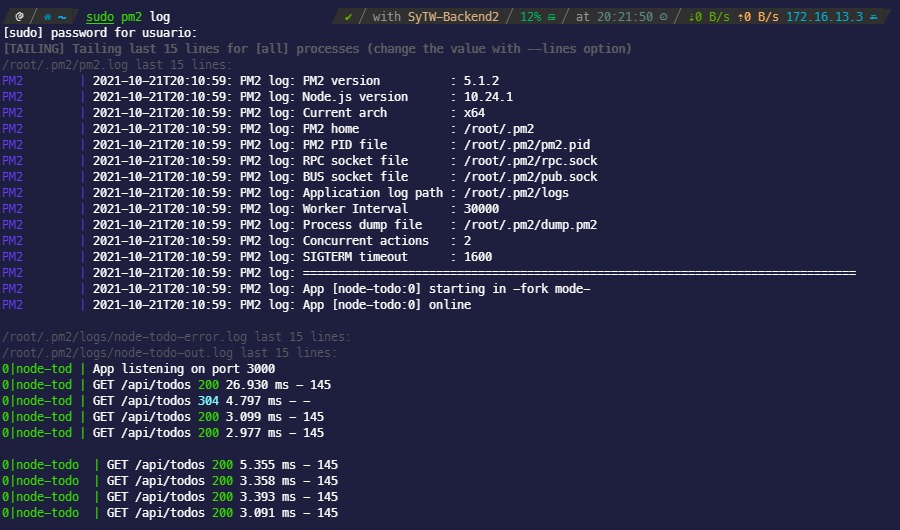 @ / # ~ sudo pm2 log ✔ / with SyTW-Backend2 / 12% / at 20:21:50 / ↓0 B/s ↑0 B/s 172.16.13.3
[sudo] password for usuario:
[TAILING] Tailing last 15 lines for [all] processes (change the value with --lines option)
/root/.pm2/pm2.log last 15 lines:
PM2 | 2021-10-21T20:10:59: PM2 log: PM2 version : 5.1.2
PM2 | 2021-10-21T20:10:59: PM2 log: Node.js version : 10.24.1
PM2 | 2021-10-21T20:10:59: PM2 log: Current arch : x64
PM2 | 2021-10-21T20:10:59: PM2 log: PM2 home : /root/.pm2
PM2 | 2021-10-21T20:10:59: PM2 log: PM2 PID file : /root/.pm2/pm2.pid
PM2 | 2021-10-21T20:10:59: PM2 log: RPC socket file : /root/.pm2/rpc.sock
PM2 | 2021-10-21T20:10:59: PM2 log: BUS socket file : /root/.pm2/pub.sock
PM2 | 2021-10-21T20:10:59: PM2 log: Application log path : /root/.pm2/logs
PM2 | 2021-10-21T20:10:59: PM2 log: Worker Interval : 30000
PM2 | 2021-10-21T20:10:59: PM2 log: Process dump file : /root/.pm2/dump.pm2
PM2 | 2021-10-21T20:10:59: PM2 log: Concurrent actions : 2
PM2 | 2021-10-21T20:10:59: PM2 log: SIGTERM timeout : 1600
PM2 | 2021-10-21T20:10:59: PM2 log: ===============================================================================
PM2 | 2021-10-21T20:10:59: PM2 log: App [node-todo:0] starting in -fork mode-
PM2 | 2021-10-21T20:10:59: PM2 log: App [node-todo:0] online
/root/.pm2/logs/node-todo-error.log last 15 lines:
/root/.pm2/logs/node-todo-out.log last 15 lines:
0|node-tod | App listening on port 3000
0|node-tod | GET /api/todos 200 26.930 ms - 145
0|node-tod | GET /api/todos 304 4.797 ms - -
0|node-tod | GET /api/todos 200 3.099 ms - 145
0|node-tod | GET /api/todos 200 2.977 ms - 145
0|node-todo | GET /api/todos 200 5.355 ms - 145
0|node-todo | GET /api/todos 200 3.358 ms - 145
0|node-todo | GET /api/todos 200 3.393 ms - 145
0|node-todo | GET /api/todos 200 3.091 ms - 145